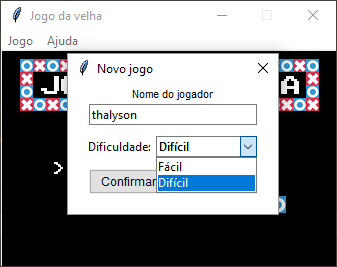 Jogo da velha
Jogo Ajuda
Novo jogo
Nome do jogador
thalyson
Dificuldade: Difícil
Fácil
Difícil
Confirmar
>